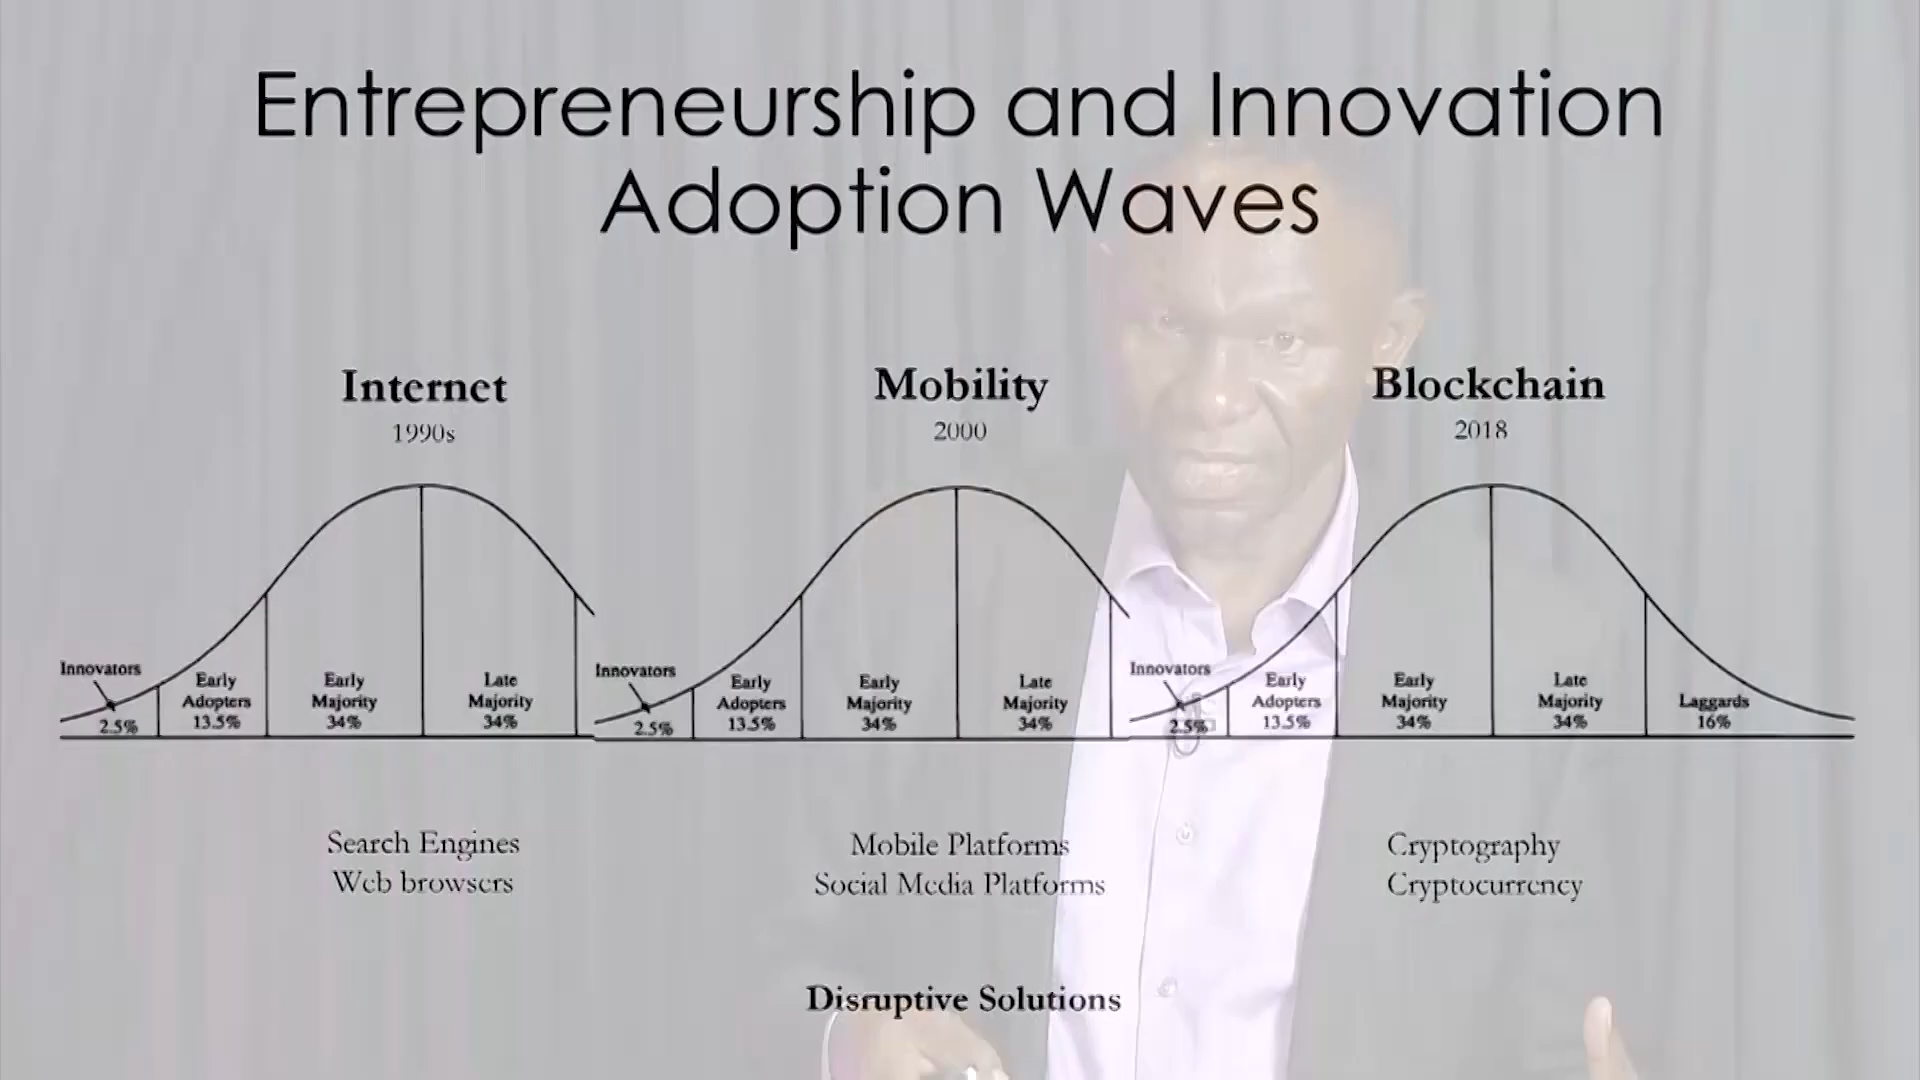 Entrepreneurship and Innovation
Adoption Waves
Internet
1990s
Innovators
2.5%
Early
Adopters
13.5%
Early
Majority
34%
Late
Majority
34%
Search Engines
Web browsers
Mobility
2000
Innovators
2.5%
Early
Adopters
13.5%
Early
Majority
34%
Late
Majority
34%
Mobile Platforms
Social Media Platforms
Blockchain
2018
Innovators
2.5%
Early
Adopters
13.5%
Early
Majority
34%
Late
Majority
34%
Laggards
16%
Cryptography
Cryptocurrency
Disruptive Solutions